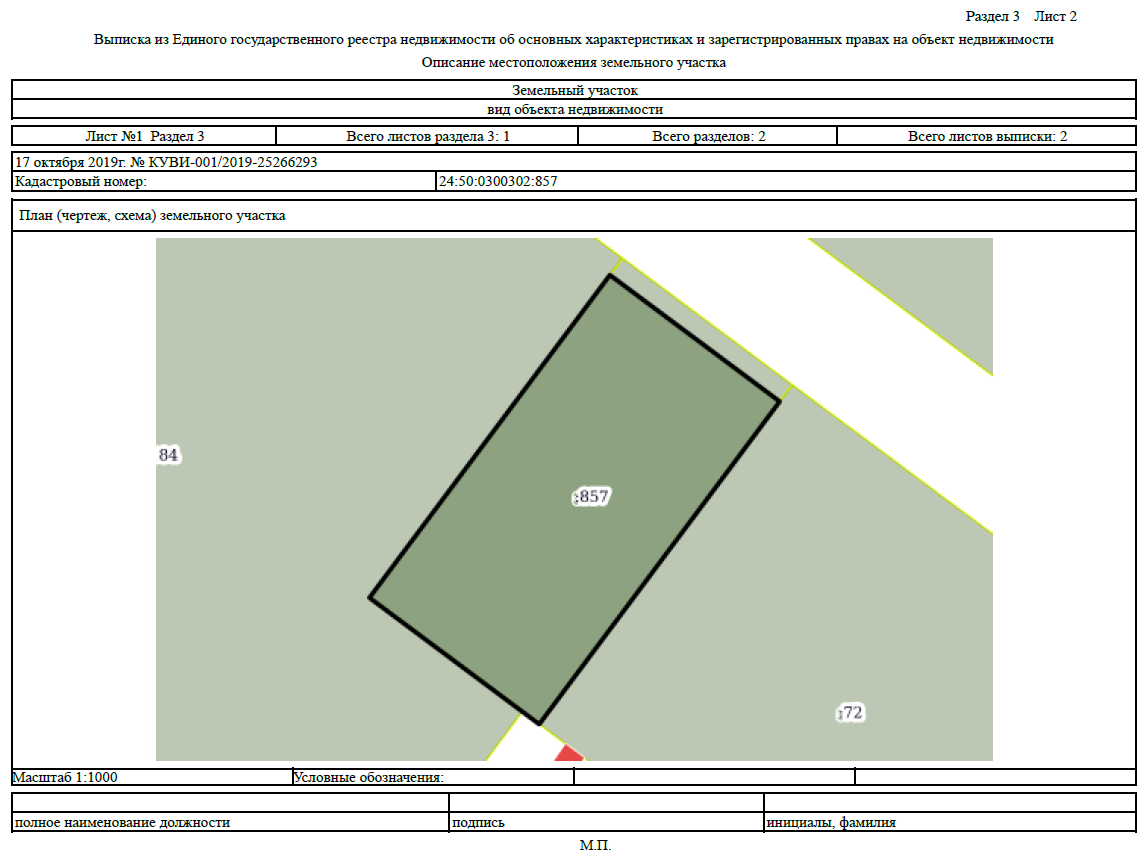 Раздел 3 Лист 2
Выписка из Единого государственного реестра недвижимости об основных характеристиках и зарегистрированных правах на объект недвижимости
Описание местоположения земельного участка
Земельный участок
вид объекта недвижимости
Лист №1 Раздел 3 Всего листов раздела 3: 1 Всего разделов: 2 Всего листов выписки: 2
17 октября 2019г. № КУВИ-001/2019-25266293
Кадастровый номер: 24:50:0300302:857
План (чертеж, схема) земельного участка
84
:857
:72
Масштаб 1:1000 Условные обозначения:
полное наименование должности подпись инициалы, фамилия
М.П.